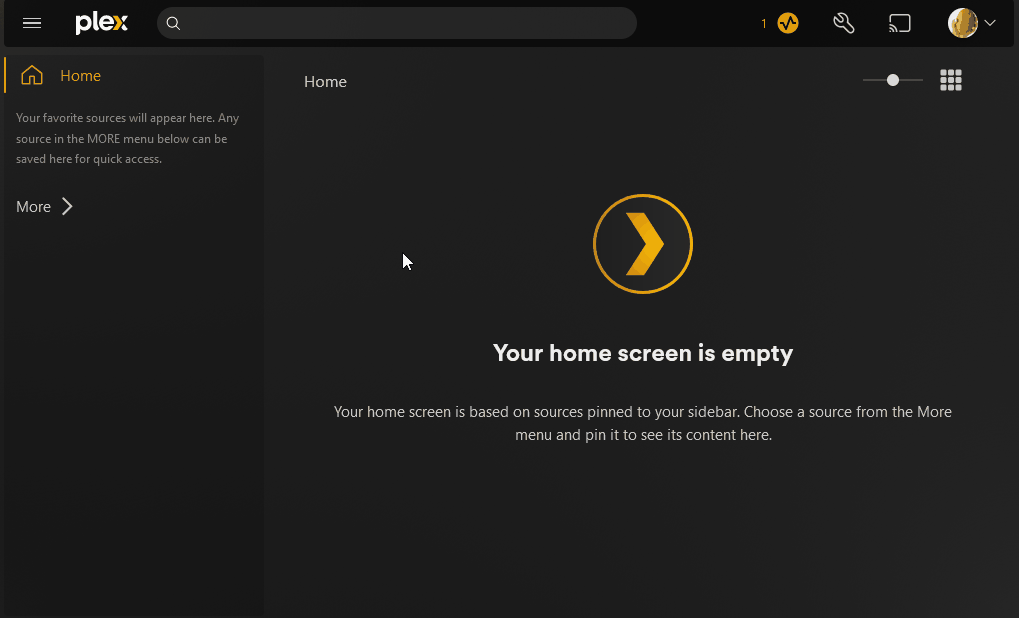 plex
1
Home
Your favorite sources will appear here. Any
source in the MORE menu below can be
saved here for quick access.
More
Home
Your home screen is empty
Your home screen is based on sources pinned to your sidebar. Choose a source from the More
menu and pin it to see its content here.